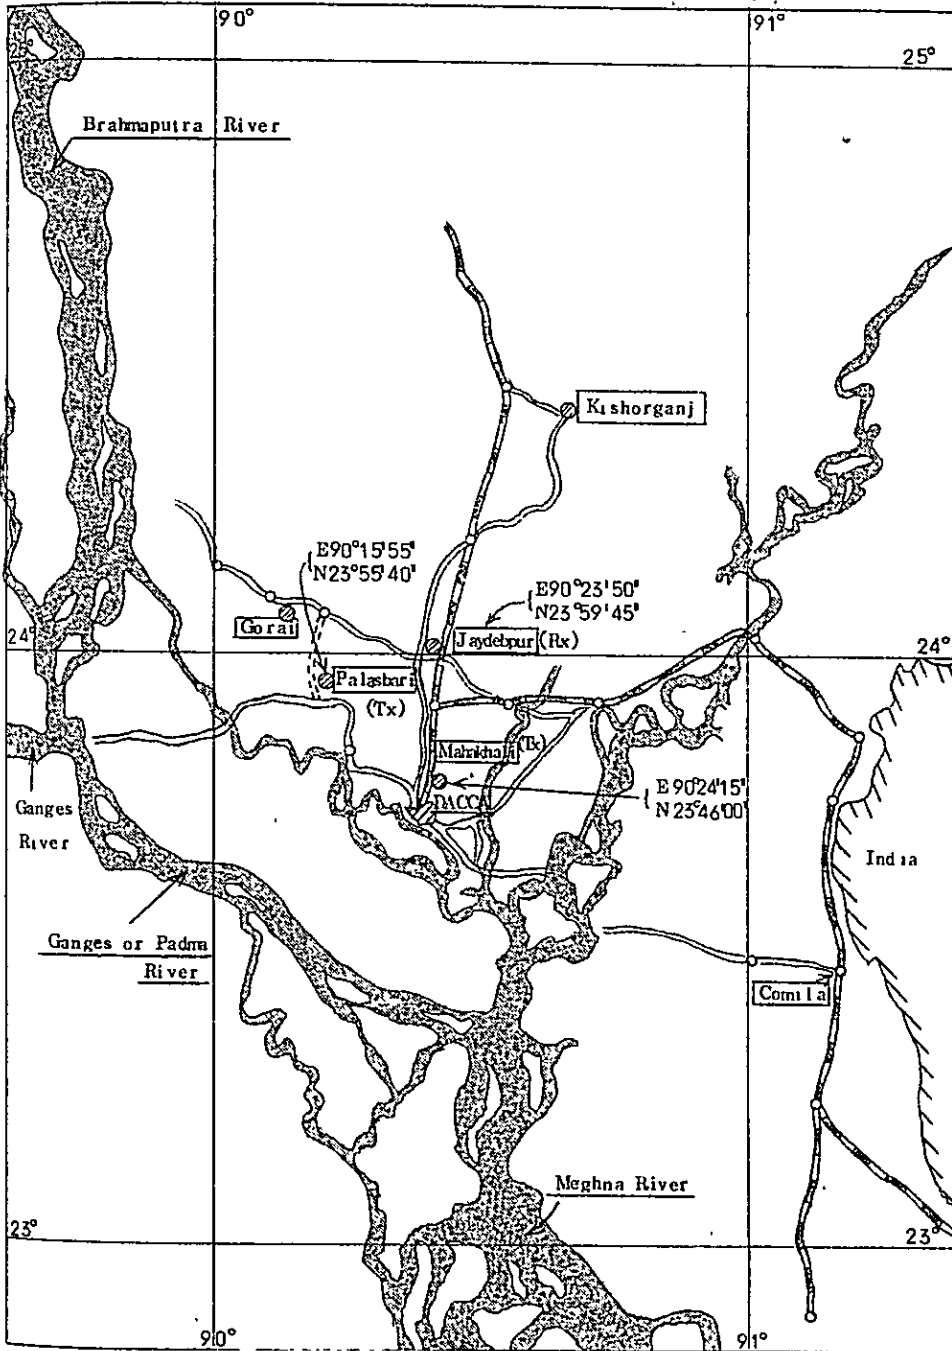 90°
91°
25°
25°
Brahmaputra River
Kishorganj
E90°15'55"
N23°55'40"
E90°23'50"
N23°59'45"
Gorai
Jaydebpur (Rx)
24°
24°
Palasbari
(Tx)
Mahakhali (Tx)
E90°24'15"
N23°46'00"
DACCA
Ganges
River
India
Ganges or Padma
River
Comila
Meghna River
23°
23°
90°
91°